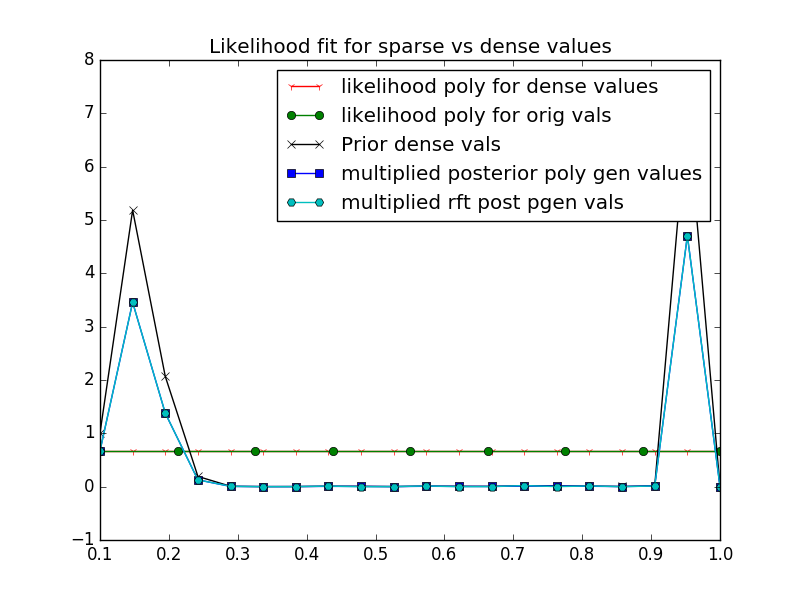 Likelihood fit for sparse vs dense values
8
7
6
5
4
3
2
1
0
−1
likelihood poly for dense values
likelihood poly for orig vals
Prior dense vals
multiplied posterior poly gen values
multiplied rft post pgen vals
0.1 0.2 0.3 0.4 0.5 0.6 0.7 0.8 0.9 1.0